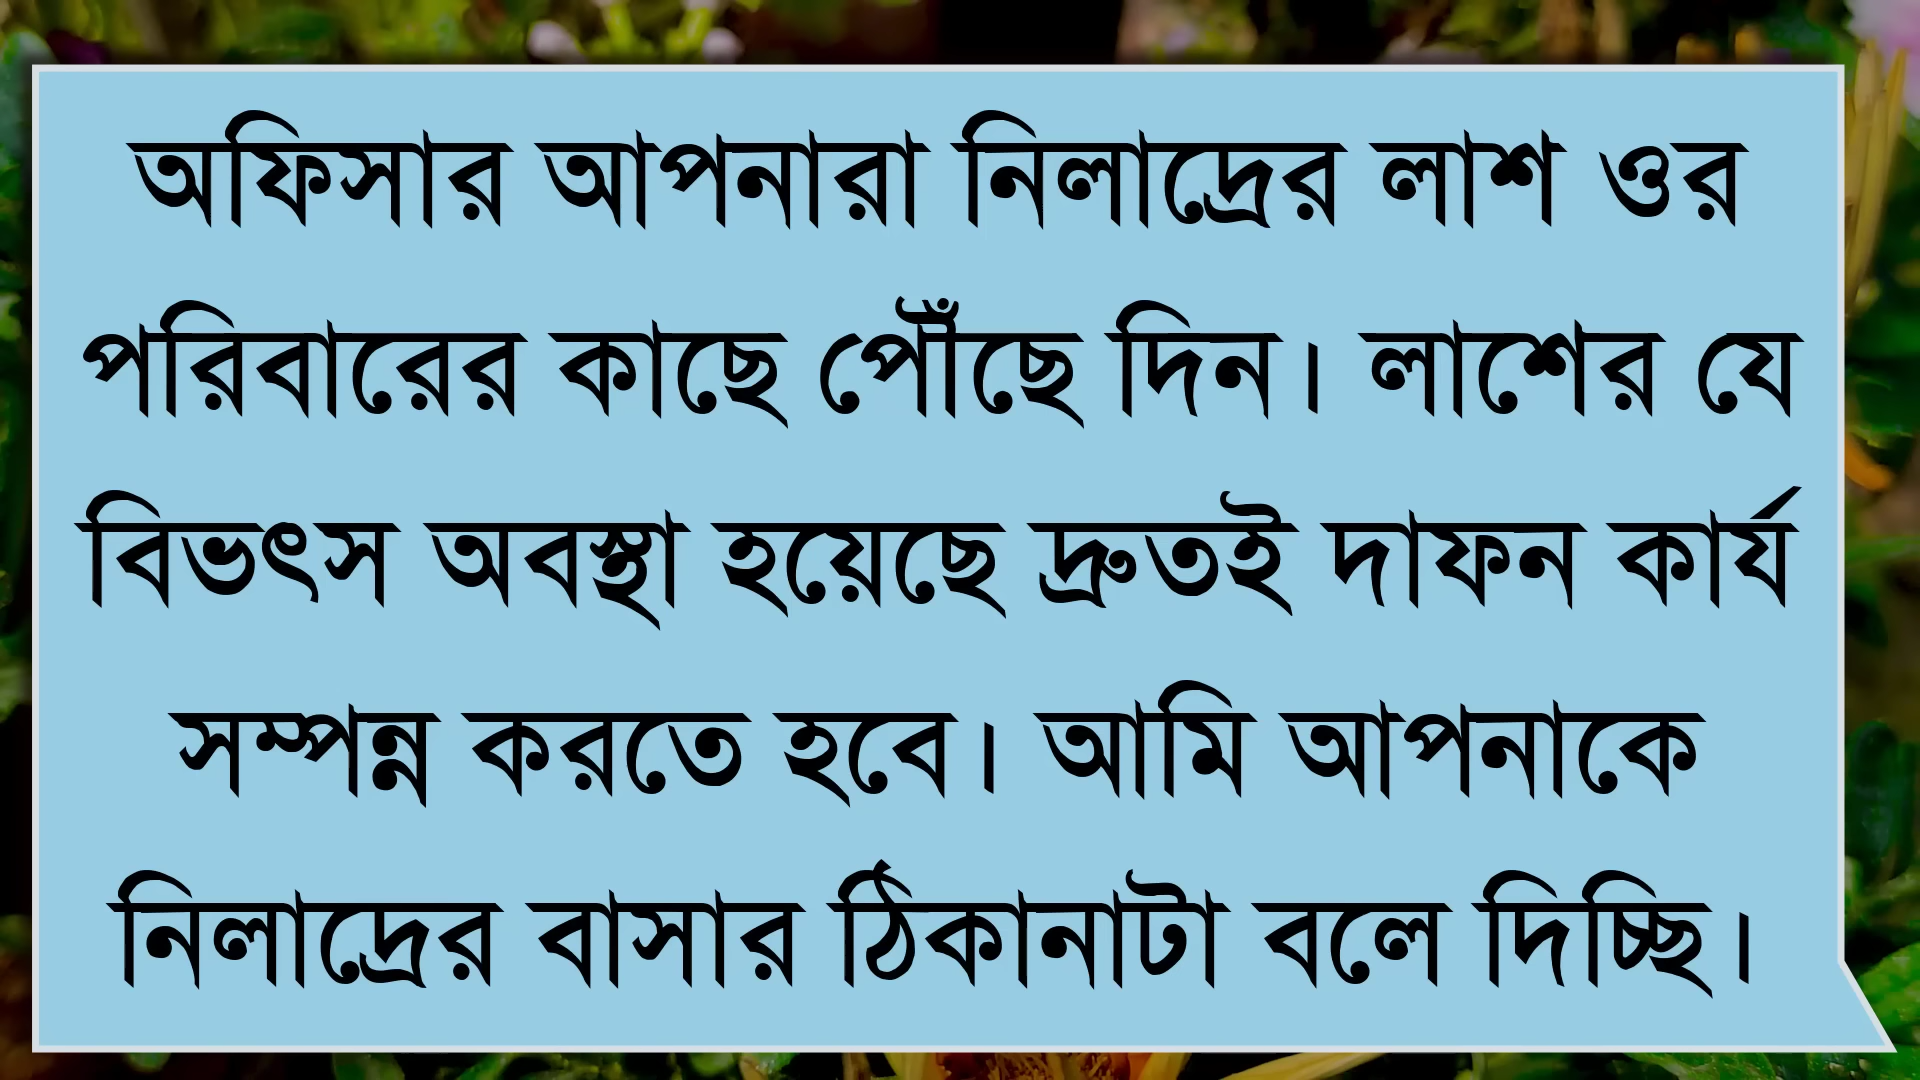 অফিসার আপনারা নিলাদ্রের লাশ ওর
পরিবারের কাছে পৌঁছে দিন। লাশের যে
বিভৎস অবস্থা হয়েছে দ্রুতই দাফন কার্য
সম্পন্ন করতে হবে। আমি আপনাকে
নিলাদ্রের বাসার ঠিকানাটা বলে দিচ্ছি।